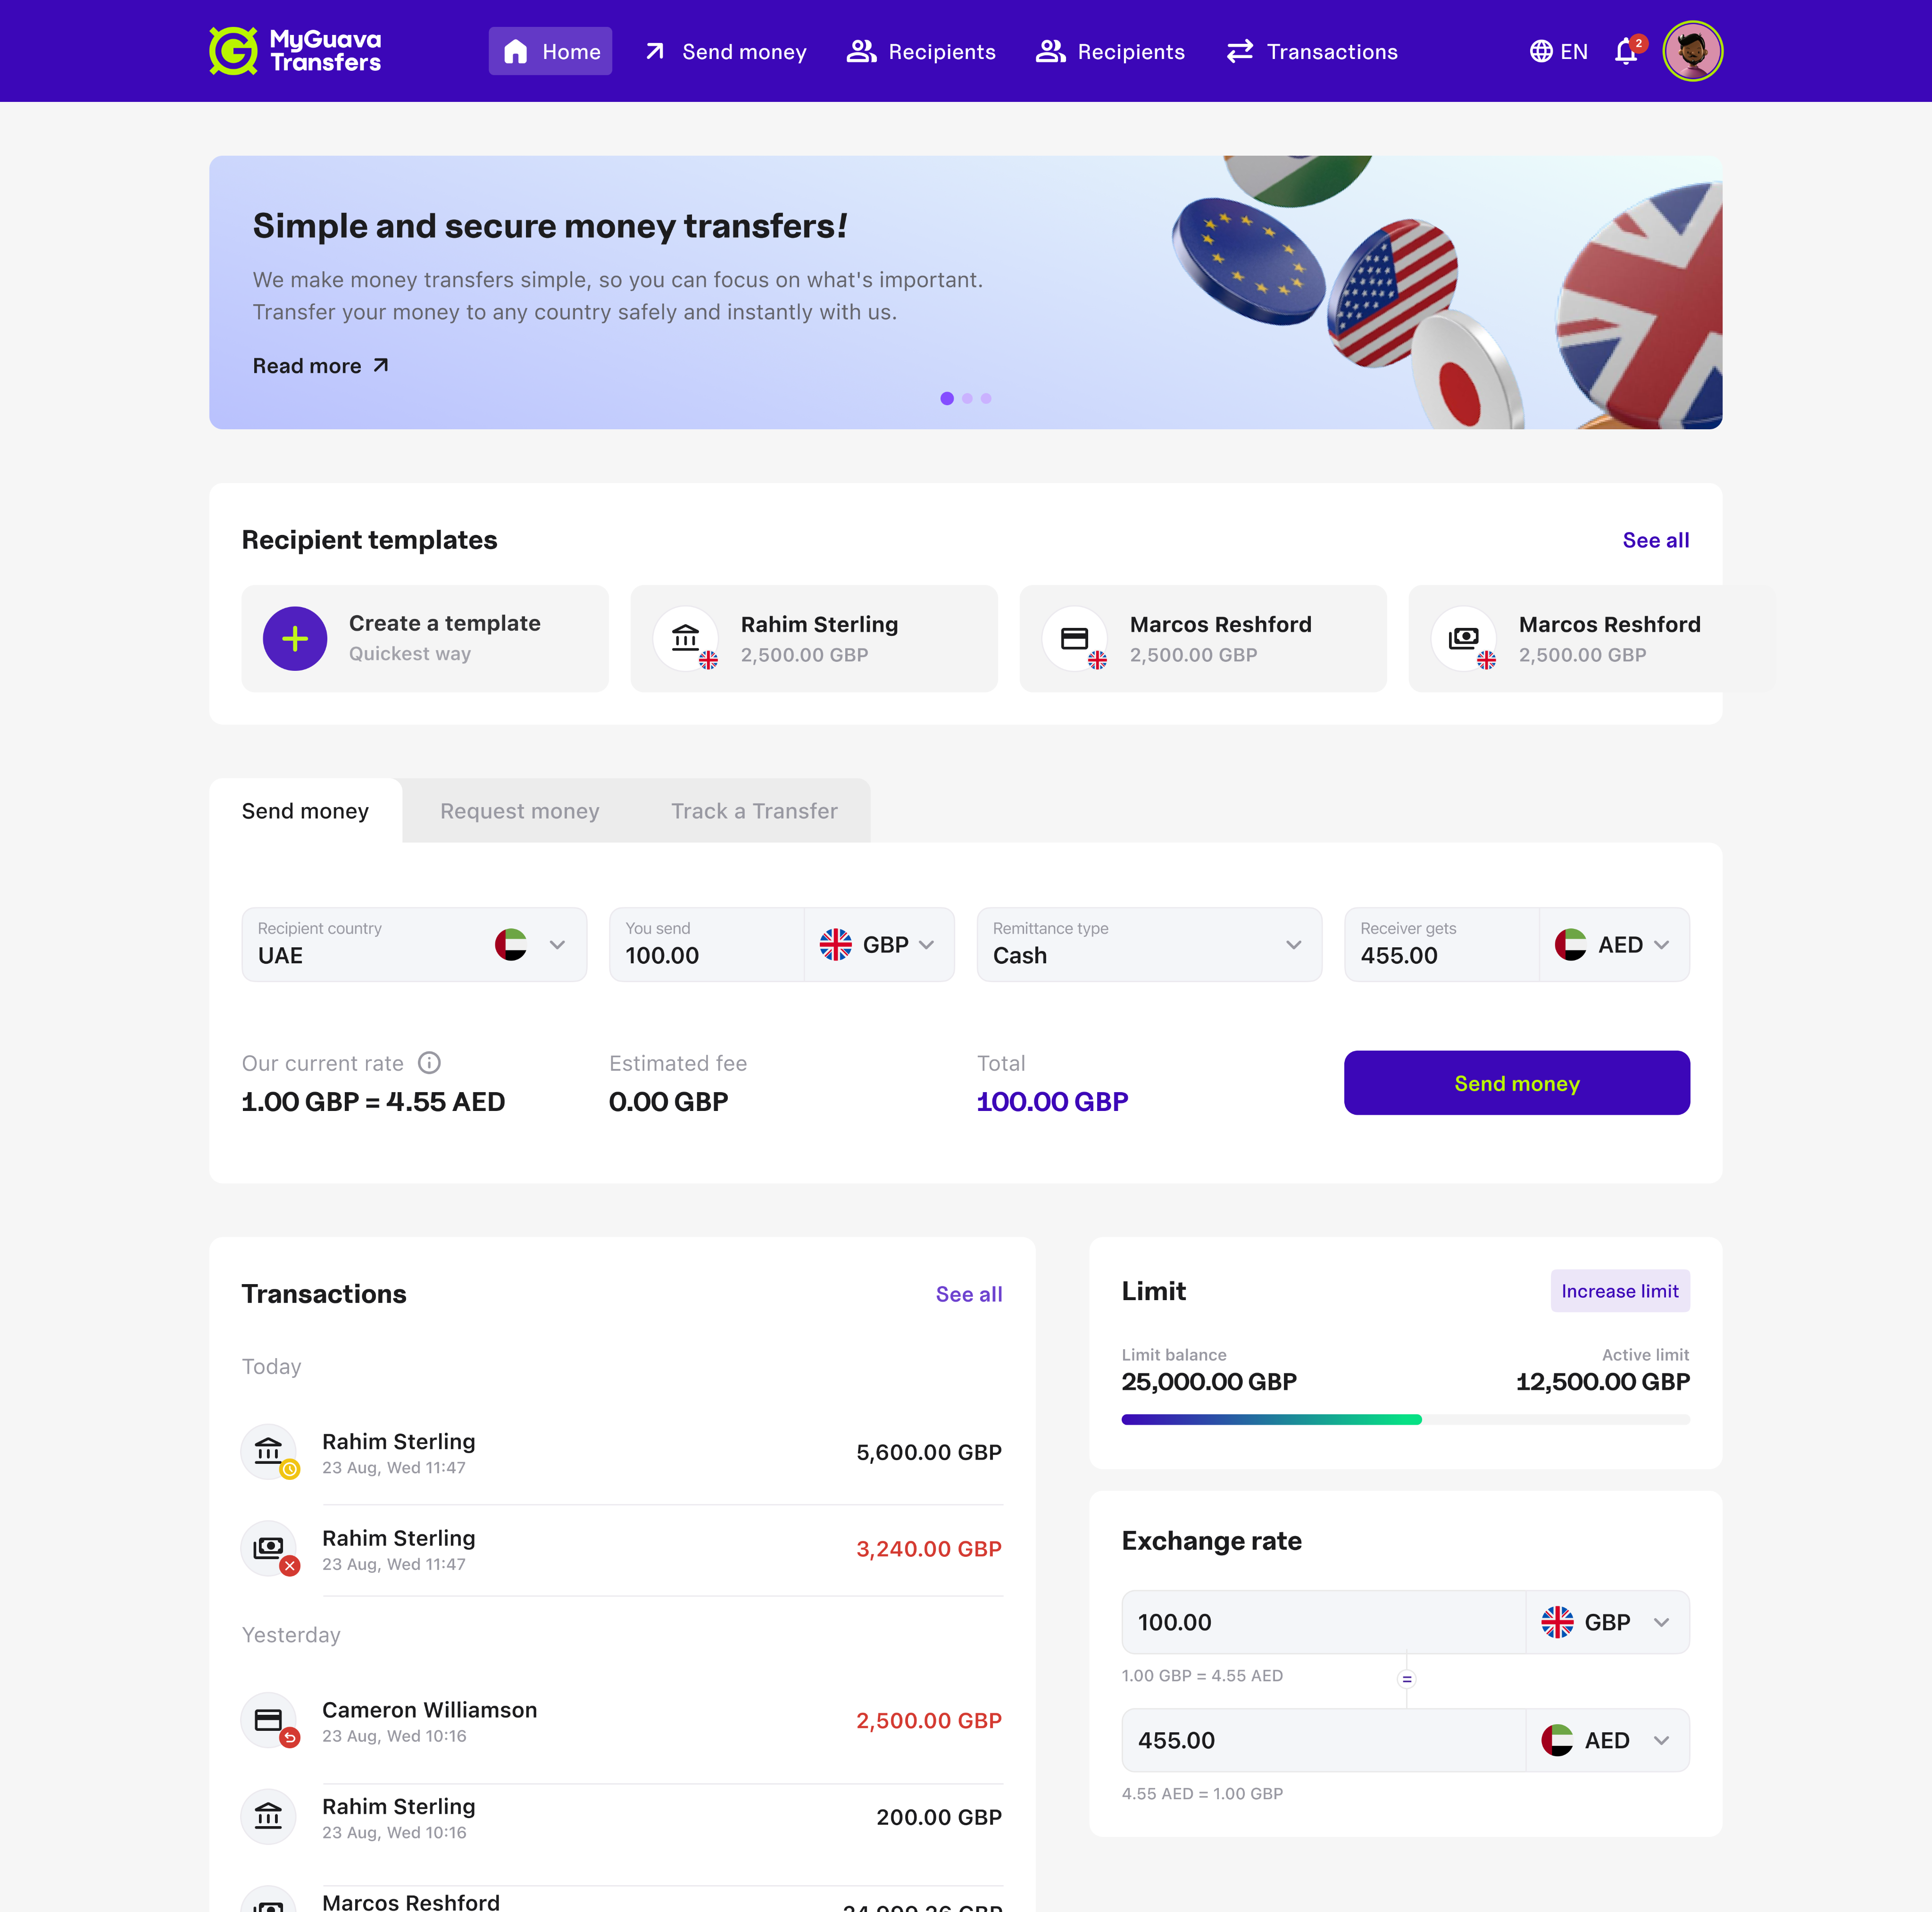 MyGuava
Transfers
Home
Send money
Recipients
Recipients
Transactions
EN
2
Simple and secure money transfers!
We make money transfers simple, so you can focus on what's important.
Transfer your money to any country safely and instantly with us.
Read more
Recipient templates
See all
Create a template
Quickest way
Rahim Sterling
2,500.00 GBP
Marcos Reshford
2,500.00 GBP
Marcos Reshford
2,500.00 GBP
Send money
Request money
Track a Transfer
Recipient country
UAE
You send
100.00
GBP
Remittance type
Cash
Receiver gets
455.00
AED
Our current rate
1.00 GBP = 4.55 AED
Estimated fee
0.00 GBP
Total
100.00 GBP
Send money
Transactions
See all
Today
Rahim Sterling
23 Aug, Wed 11:47
5,600.00 GBP
Rahim Sterling
23 Aug, Wed 11:47
3,240.00 GBP
Yesterday
Cameron Williamson
23 Aug, Wed 10:16
2,500.00 GBP
Rahim Sterling
23 Aug, Wed 10:16
200.00 GBP
Marcos Reshford
Limit
Increase limit
Limit balance
25,000.00 GBP
Active limit
12,500.00 GBP
Exchange rate
100.00
GBP
1.00 GBP = 4.55 AED
=
455.00
AED
4.55 AED = 1.00 GBP